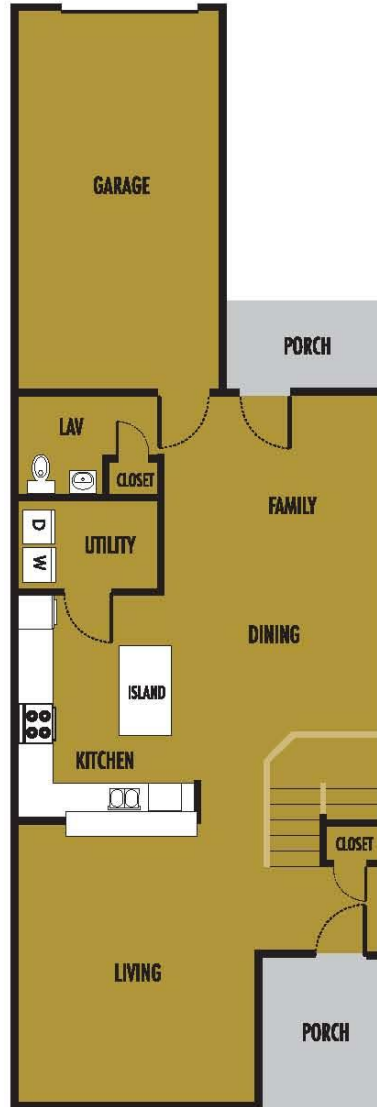 GARAGE
PORCH
LAV
CLOSET
FAMILY
D
UTILITY
W
DINING
ISLAND
KITCHEN
CLOSET
LIVING
PORCH